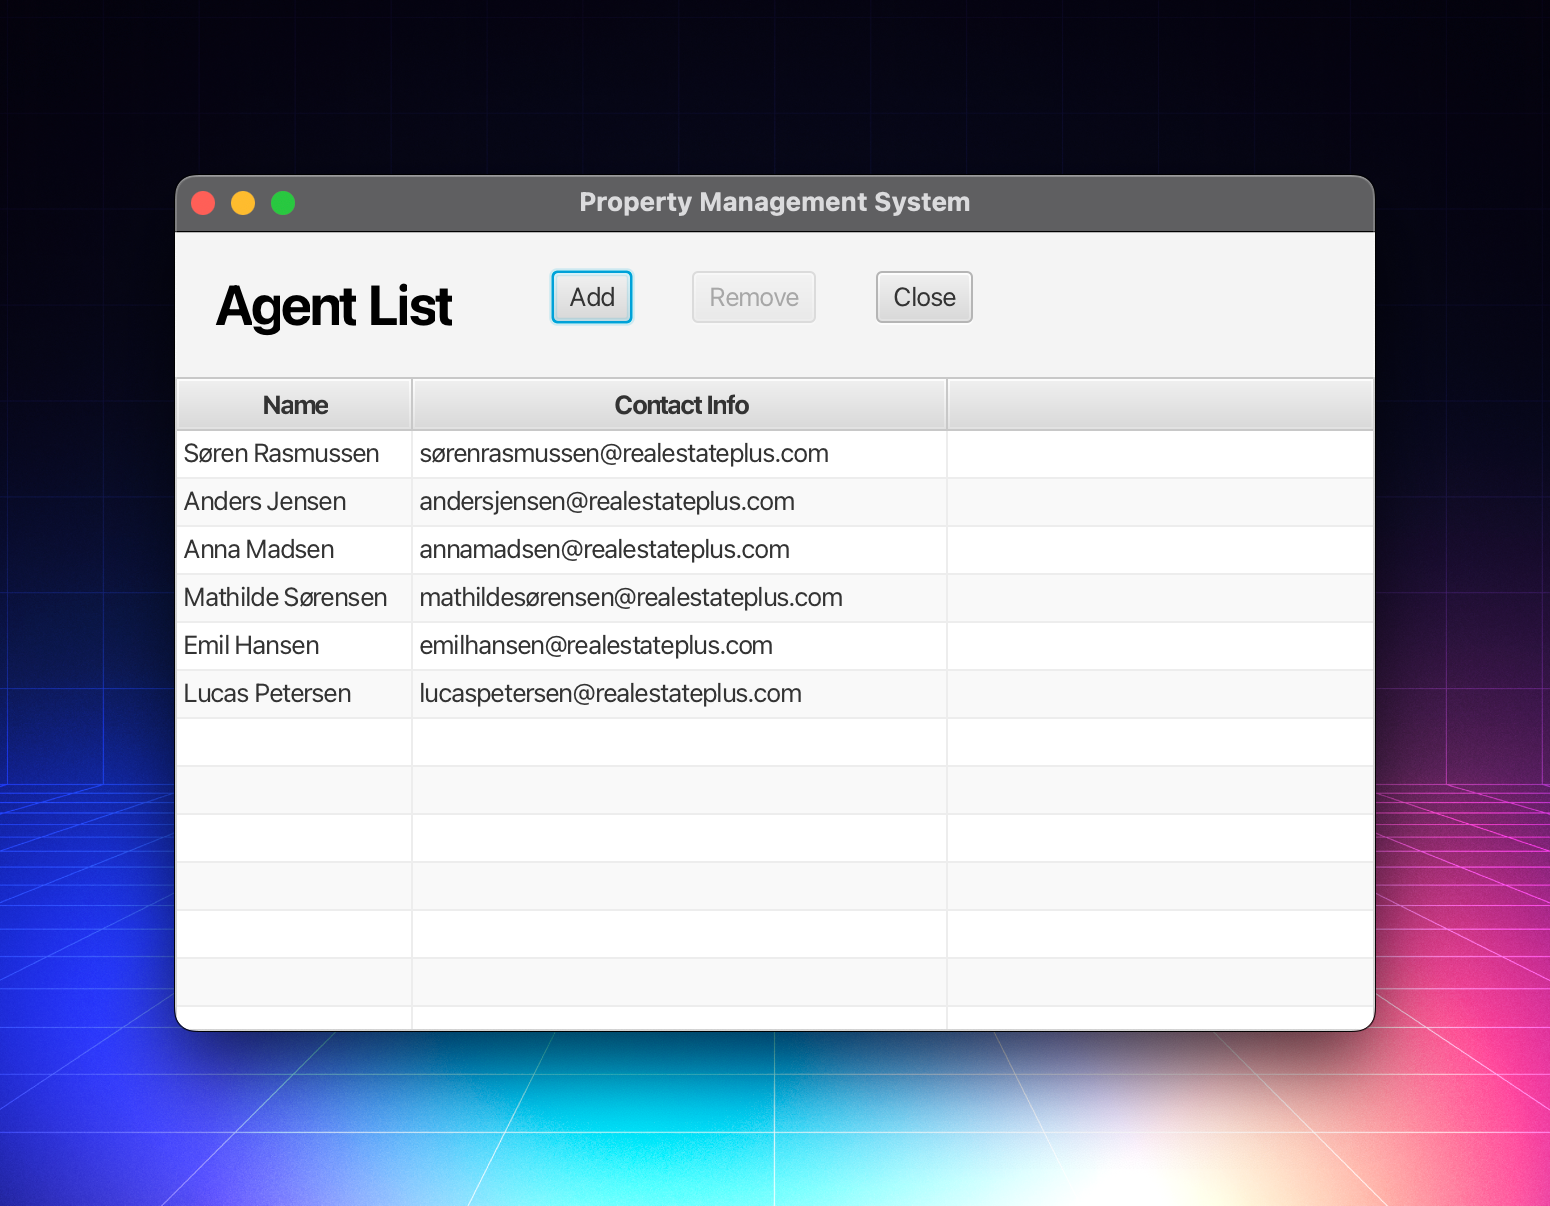 Property Management System
Agent List
Add
Remove
Close
Name
Contact Info
Søren Rasmussen
sørenrasmussen@realestateplus.com
Anders Jensen
andersjensen@realestateplus.com
Anna Madsen
annamadsen@realestateplus.com
Mathilde Sørensen
mathildesørensen@realestateplus.com
Emil Hansen
emilhansen@realestateplus.com
Lucas Petersen
lucaspetersen@realestateplus.com